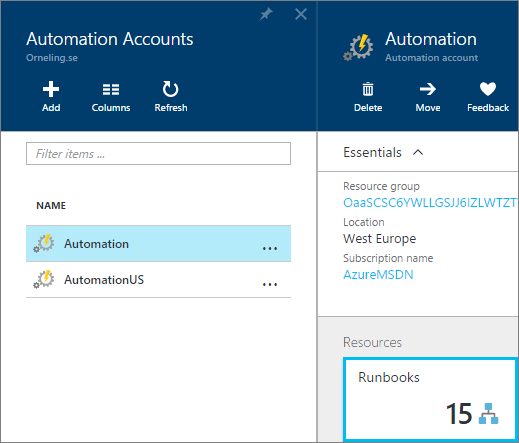 Automation Accounts
Orneling.se
Add
Columns
Refresh
Filter items ...
NAME
Automation
...
AutomationUS
...
Automation
Automation account
Delete
Move
Feedback
Essentials
Resource group
OaaSCSC6YWLLGSJJ6IZLWTZT
Location
West Europe
Subscription name
AzureMSDN
Resources
Runbooks
15